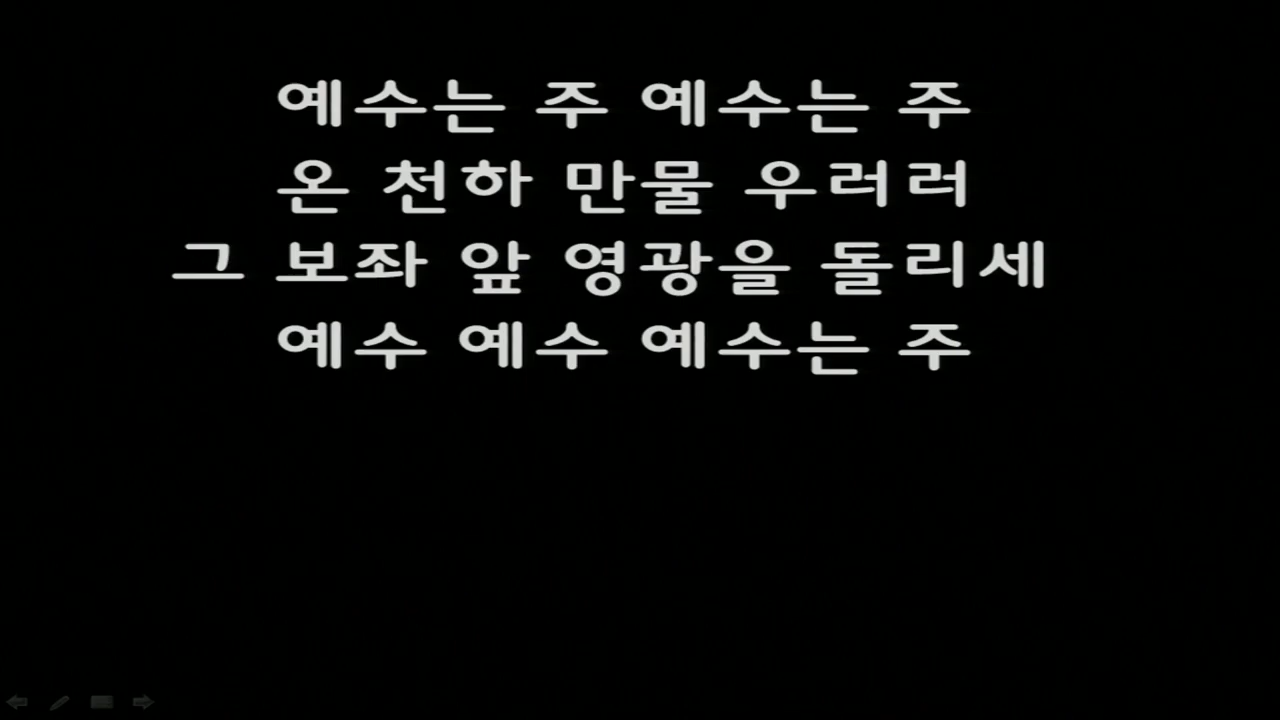 예수는 주 예수는 주
온 천하 만물 우러러
그 보좌 앞 영광을 돌리세
예수 예수 예수는 주